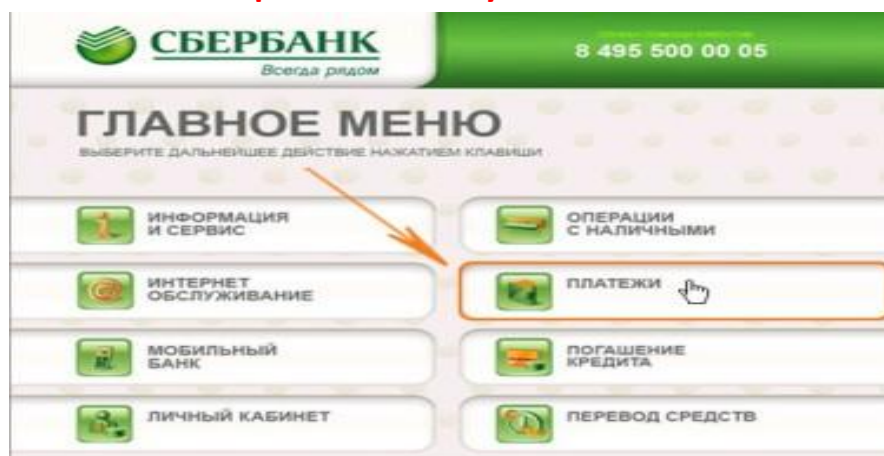 СБЕРБАНК
Всегда рядом
8 495 500 00 05
ГЛАВНОЕ МЕНЮ
ВЫБЕРИТЕ ДАЛЬНЕЙШЕЕ ДЕЙСТВИЕ НАЖАТИЕМ КЛАВИШИ
ИНФОРМАЦИЯ
И СЕРВИС
ОПЕРАЦИИ
С НАЛИЧНЫМИ
ИНТЕРНЕТ
ОБСЛУЖИВАНИЕ
ПЛАТЕЖИ
МОБИЛЬНЫЙ
БАНК
ПОГАШЕНИЕ
КРЕДИТА
ЛИЧНЫЙ КАБИНЕТ
ПЕРЕВОД СРЕДСТВ